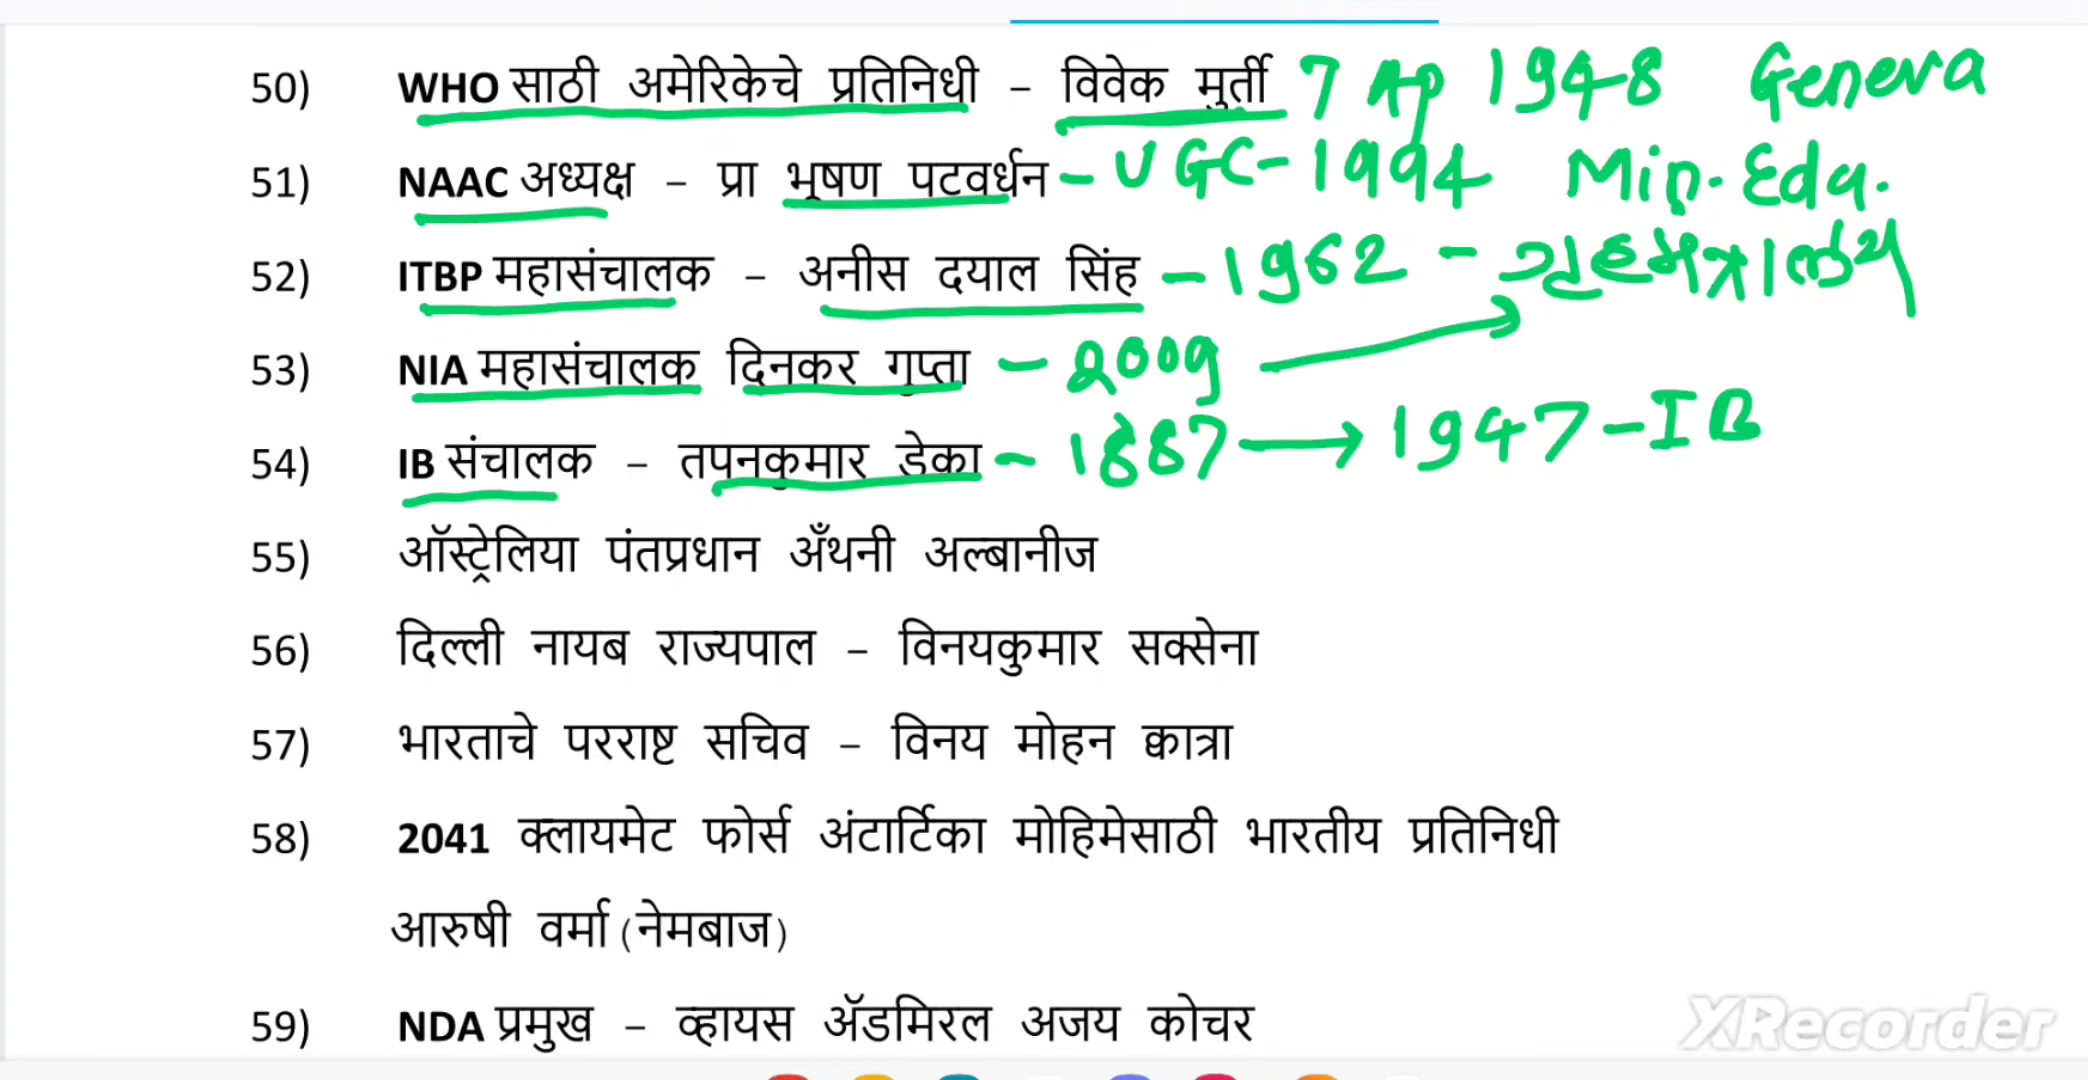 50) WHO साठी अमेरिकेचे प्रतिनिधी – विवेक मुर्ती 7 Ap 1948 Geneva
51) NAAC अध्यक्ष – प्रा भूषण पटवर्धन – UGC – 1994 Min. Edu.
52) ITBP महासंचालक – अनीस दयाल सिंह – 1962 – गृहमंत्रालय
53) NIA महासंचालक दिनकर गुप्ता – 2009
54) IB संचालक – तपनकुमार डेका – 1887 → 1947 – IB
55) ऑस्ट्रेलिया पंतप्रधान अँथनी अल्बानीज
56) दिल्ली नायब राज्यपाल – विनयकुमार सक्सेना
57) भारताचे परराष्ट सचिव – विनय मोहन क्वात्रा
58) 2041 क्लायमेट फोर्स अंटार्टिका मोहिमेसाठी भारतीय प्रतिनिधी
आरुषी वर्मा (नेमबाज)
59) NDA प्रमुख – व्हायस ॲडमिरल अजय कोचर
XRecorder